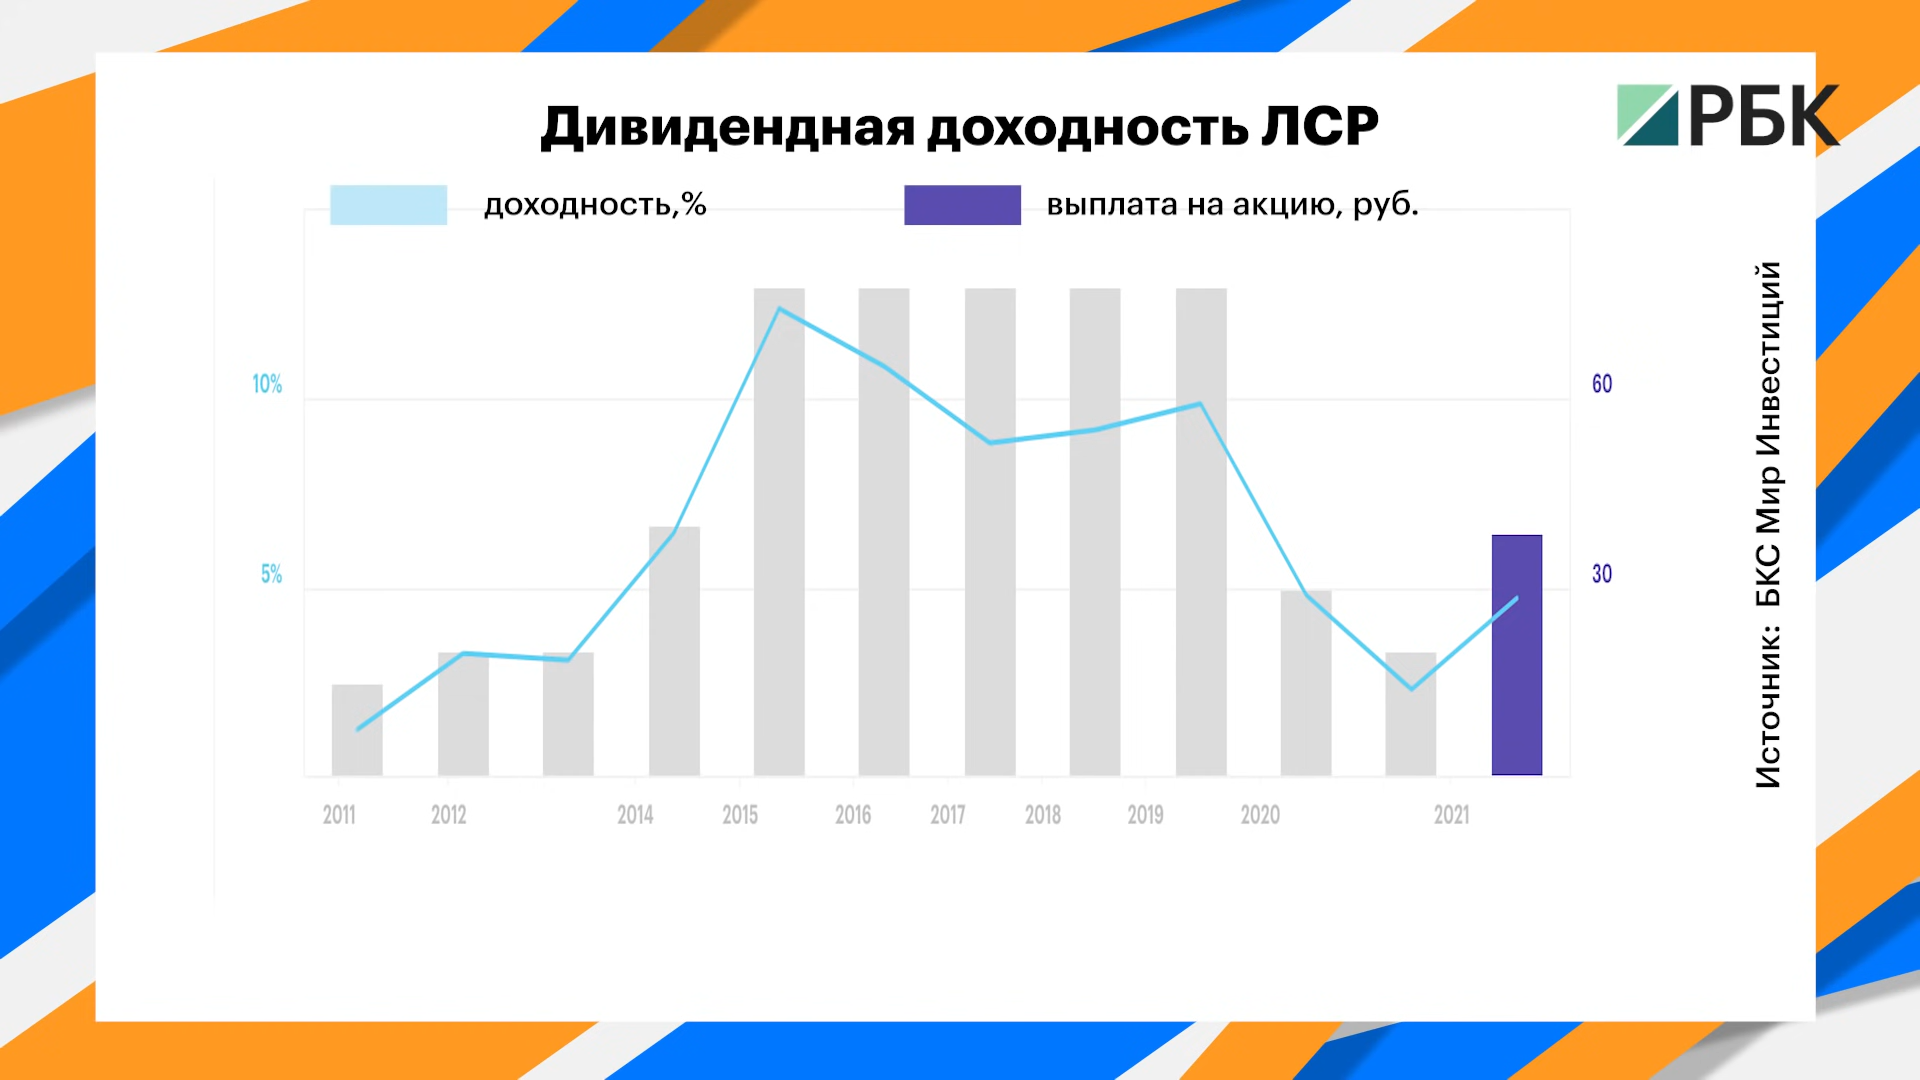 Дивидендная доходность ЛСР
РБК
доходность,%
выплата на акцию, руб.
10%
5%
60
30
2011 2012 2014 2015 2016 2017 2018 2019 2020 2021
Источник: БКС Мир Инвестиций